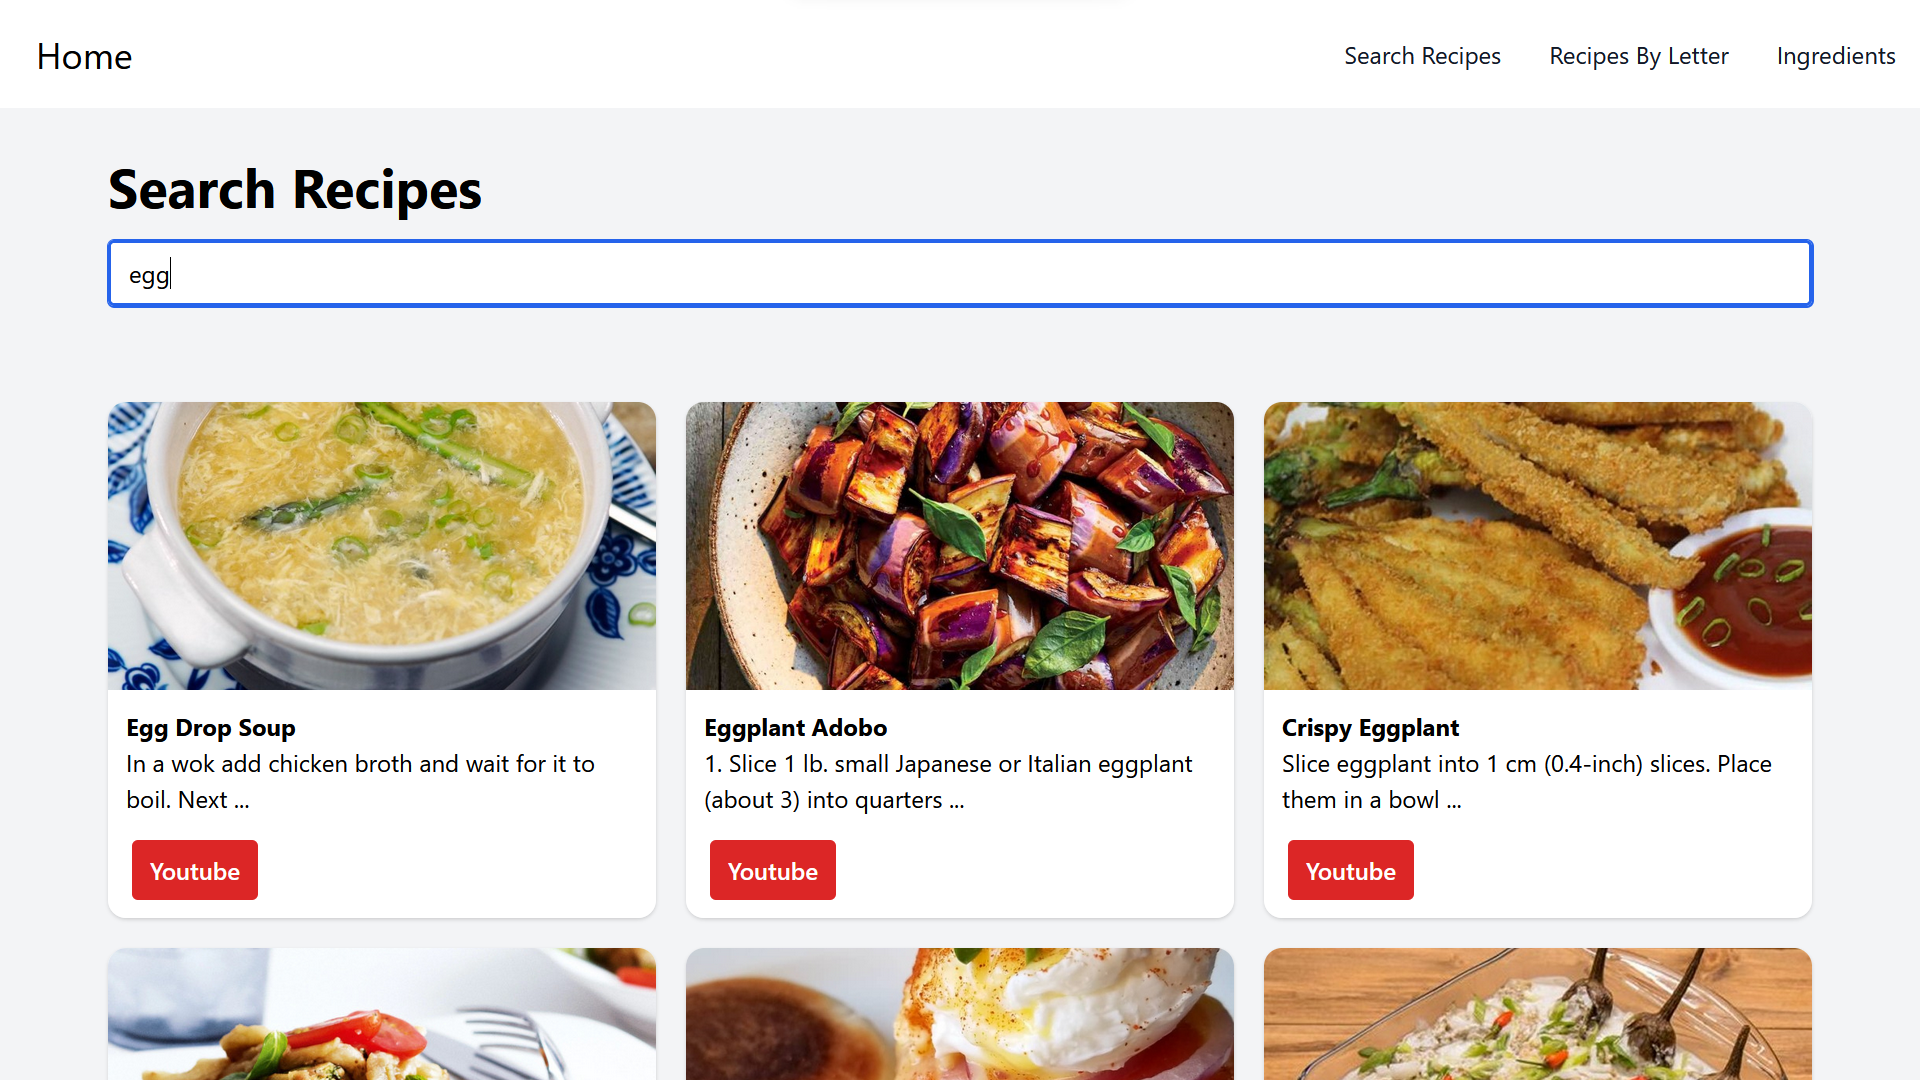 Home
Search Recipes
Recipes By Letter
Ingredients
Search Recipes
egg
Egg Drop Soup
In a wok add chicken broth and wait for it to
boil. Next ...
Youtube
Eggplant Adobo
1. Slice 1 lb. small Japanese or Italian eggplant
(about 3) into quarters ...
Youtube
Crispy Eggplant
Slice eggplant into 1 cm (0.4-inch) slices. Place
them in a bowl ...
Youtube